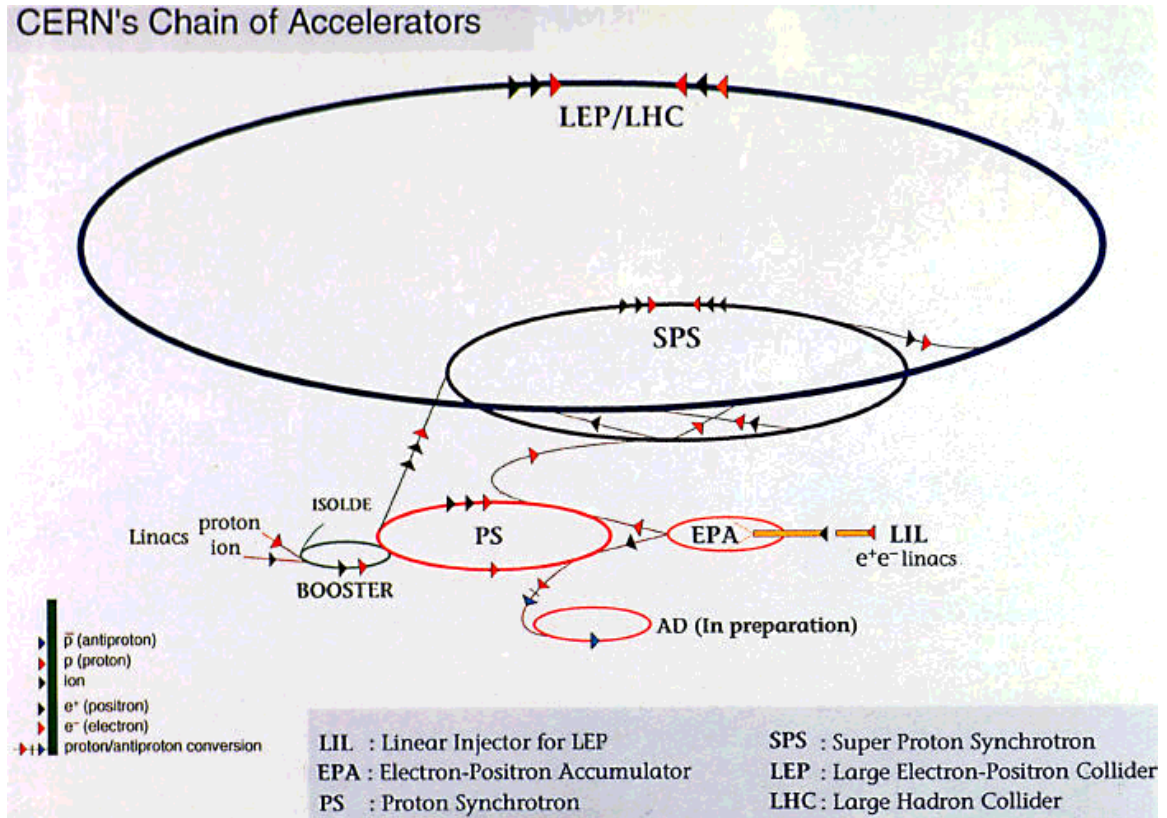 CERN's Chain of Accelerators
LEP/LHC
SPS
ISOLDE
Linacs
proton
ion
PS
EPA
LIL
e⁺e⁻ linacs
BOOSTER
AD (In preparation)
p̄ (antiproton)
p (proton)
ion
e⁺ (positron)
e⁻ (electron)
proton/antiproton conversion
LIL : Linear Injector for LEP
EPA : Electron-Positron Accumulator
PS : Proton Synchrotron
SPS : Super Proton Synchrotron
LEP : Large Electron-Positron Collider
LHC : Large Hadron Collider